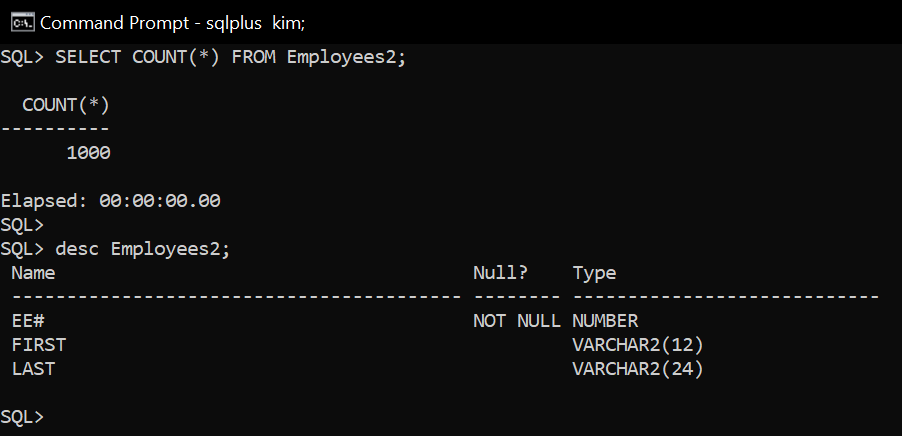 Command Prompt - sqlplus  kim;
SQL> SELECT COUNT(*) FROM Employees2;
  COUNT(*)
----------
      1000
Elapsed: 00:00:00.00
SQL>
SQL> desc Employees2;
 Name                                      Null?    Type
 ----------------------------------------- -------- ----------------------------
 EE#                                       NOT NULL NUMBER
 FIRST                                              VARCHAR2(12)
 LAST                                               VARCHAR2(24)
SQL>